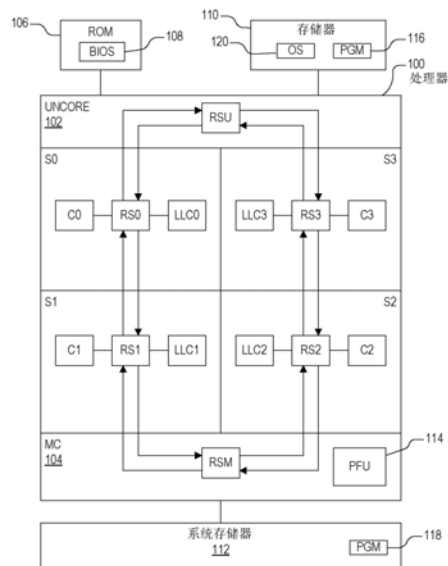 106
ROM
BIOS
108
110
存储器
120
OS
PGM
116
100
处理器
UNCORE
102
RSU
S0
S3
C0
RS0
LLC0
LLC3
RS3
C3
S1
S2
C1
RS1
LLC1
LLC2
RS2
C2
MC
104
RSM
114
PFU
系统存储器
112
PGM
118